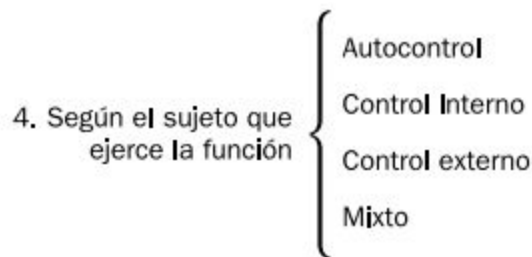 4. Según el sujeto que
ejerce la función
Autocontrol
Control Interno
Control externo
Mixto